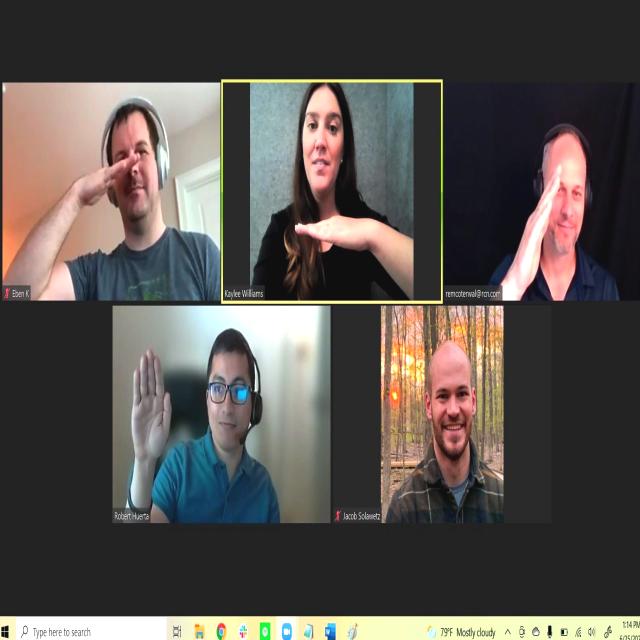 Eben K
Kaylee Williams
remcoterwal@rcn.com
Robert Huerta
Jacob Solawetz
Type here to search
79°F Mostly cloudy
1:14 PM